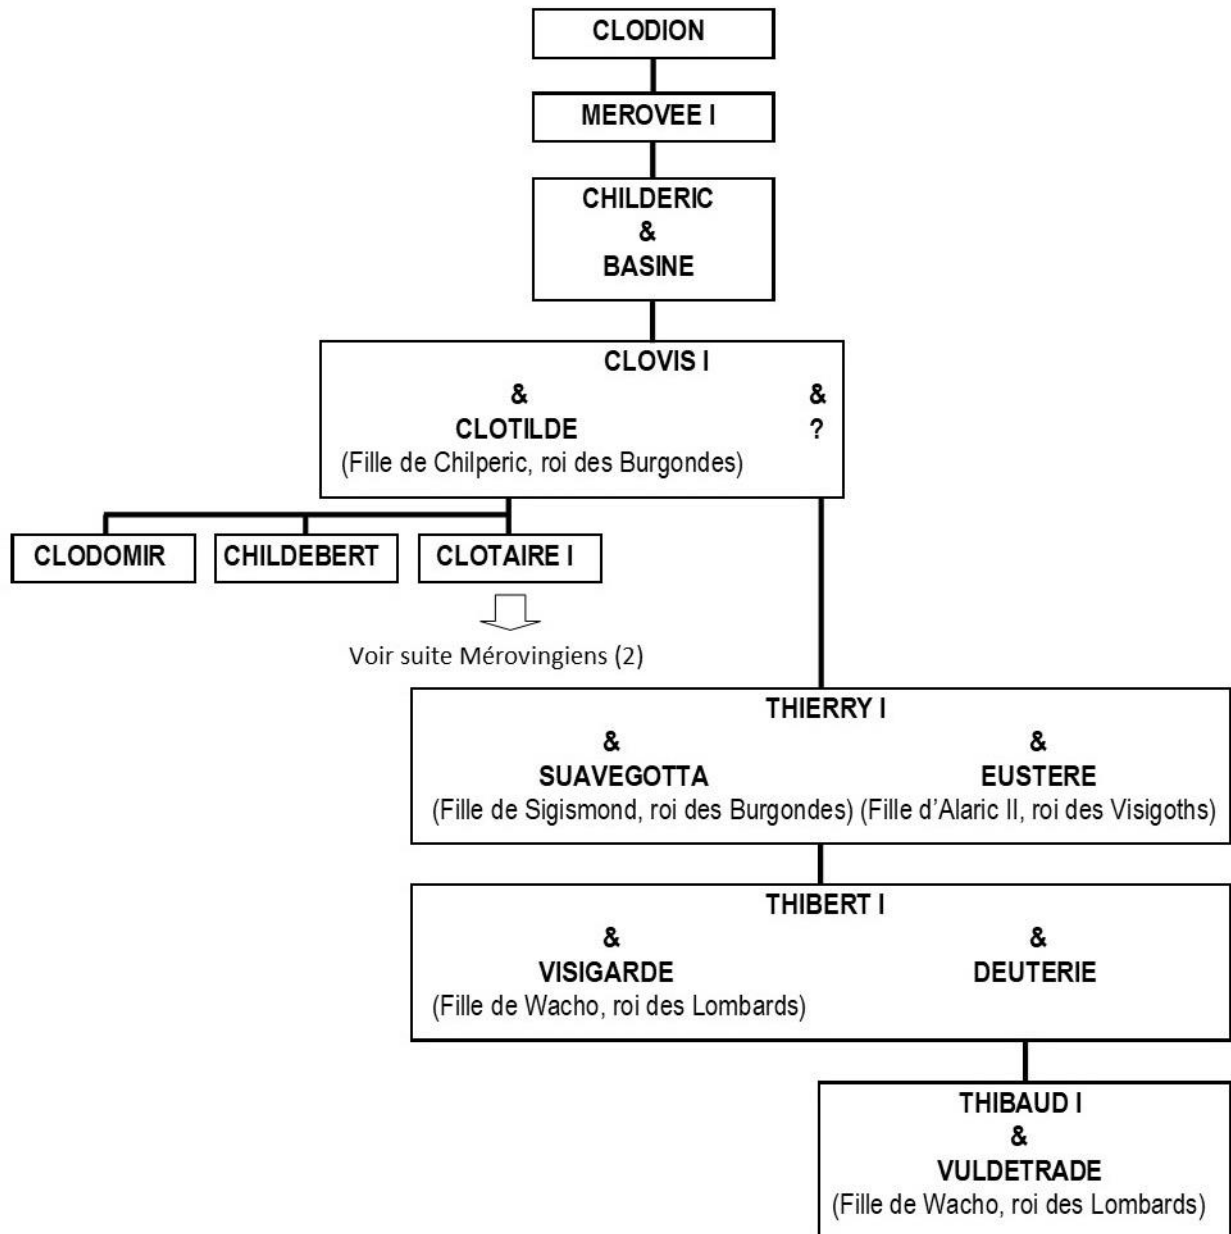 CLODION
MEROVEE I
CHILDERIC
&
BASINE
CLOVIS I
& &
CLOTILDE ?
(Fille de Chilperic, roi des Burgondes)
CLODOMIR CHILDEBERT CLOTAIRE I
Voir suite Mérovingiens (2)
THIERRY I
& &
SUAVEGOTTA EUSTERE
(Fille de Sigismond, roi des Burgondes) (Fille d’Alaric II, roi des Visigoths)
THIBERT I
& &
VISIGARDE DEUTERIE
(Fille de Wacho, roi des Lombards)
THIBAUD I
&
VULDETRADE
(Fille de Wacho, roi des Lombards)